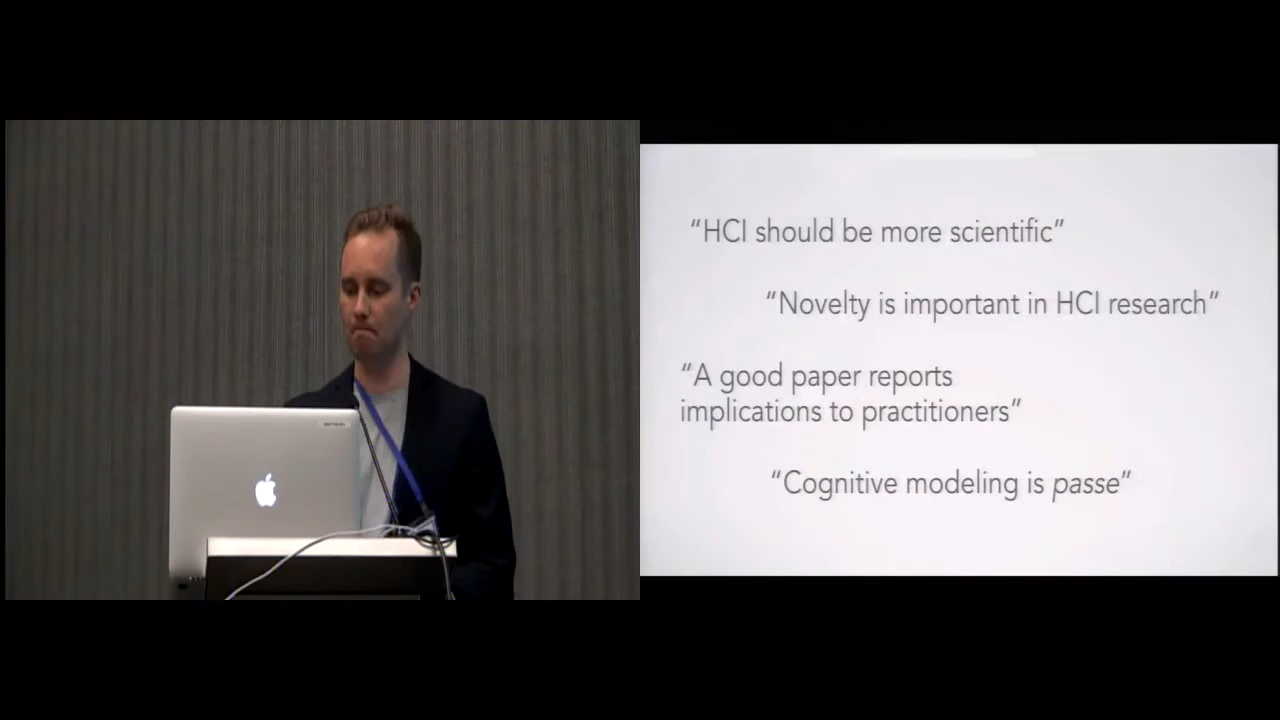 “HCI should be more scientific”
“Novelty is important in HCI research”
“A good paper reports
implications to practitioners”
“Cognitive modeling is passe”